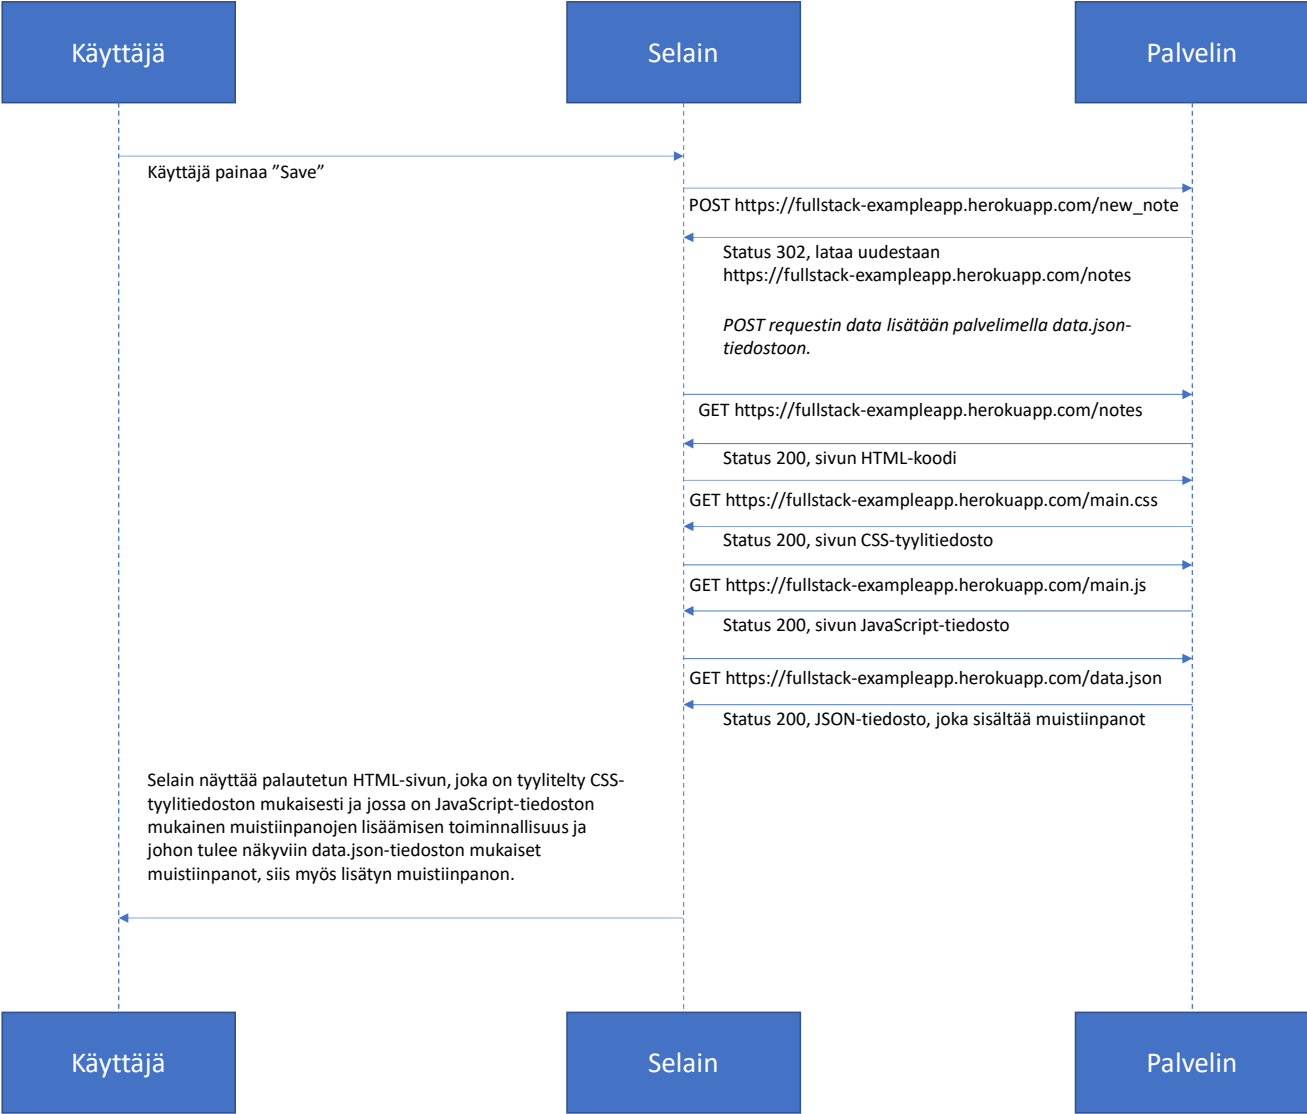 Käyttäjä
Selain
Palvelin
Käyttäjä painaa ”Save”
POST https://fullstack-exampleapp.herokuapp.com/new_note
Status 302, lataa uudestaan
https://fullstack-exampleapp.herokuapp.com/notes
POST requestin data lisätään palvelimella data.json-
tiedostoon.
GET https://fullstack-exampleapp.herokuapp.com/notes
Status 200, sivun HTML-koodi
GET https://fullstack-exampleapp.herokuapp.com/main.css
Status 200, sivun CSS-tyylitiedosto
GET https://fullstack-exampleapp.herokuapp.com/main.js
Status 200, sivun JavaScript-tiedosto
GET https://fullstack-exampleapp.herokuapp.com/data.json
Status 200, JSON-tiedosto, joka sisältää muistiinpanot
Selain näyttää palautetun HTML-sivun, joka on tyylitelty CSS-
tyylitiedoston mukaisesti ja jossa on JavaScript-tiedoston
mukainen muistiinpanojen lisäämisen toiminnallisuus ja
johon tulee näkyviin data.json-tiedoston mukaiset
muistiinpanot, siis myös lisätyn muistiinpanon.
Käyttäjä
Selain
Palvelin